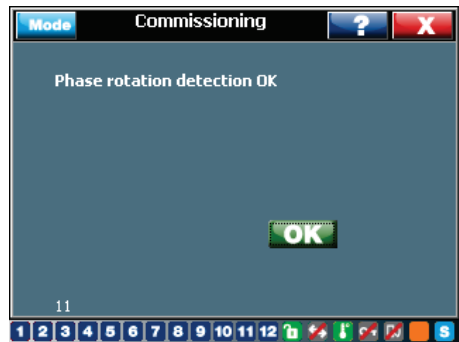 Mode Commissioning ? X
Phase rotation detection OK
OK
11
1 2 3 4 5 6 7 8 9 10 11 12 S